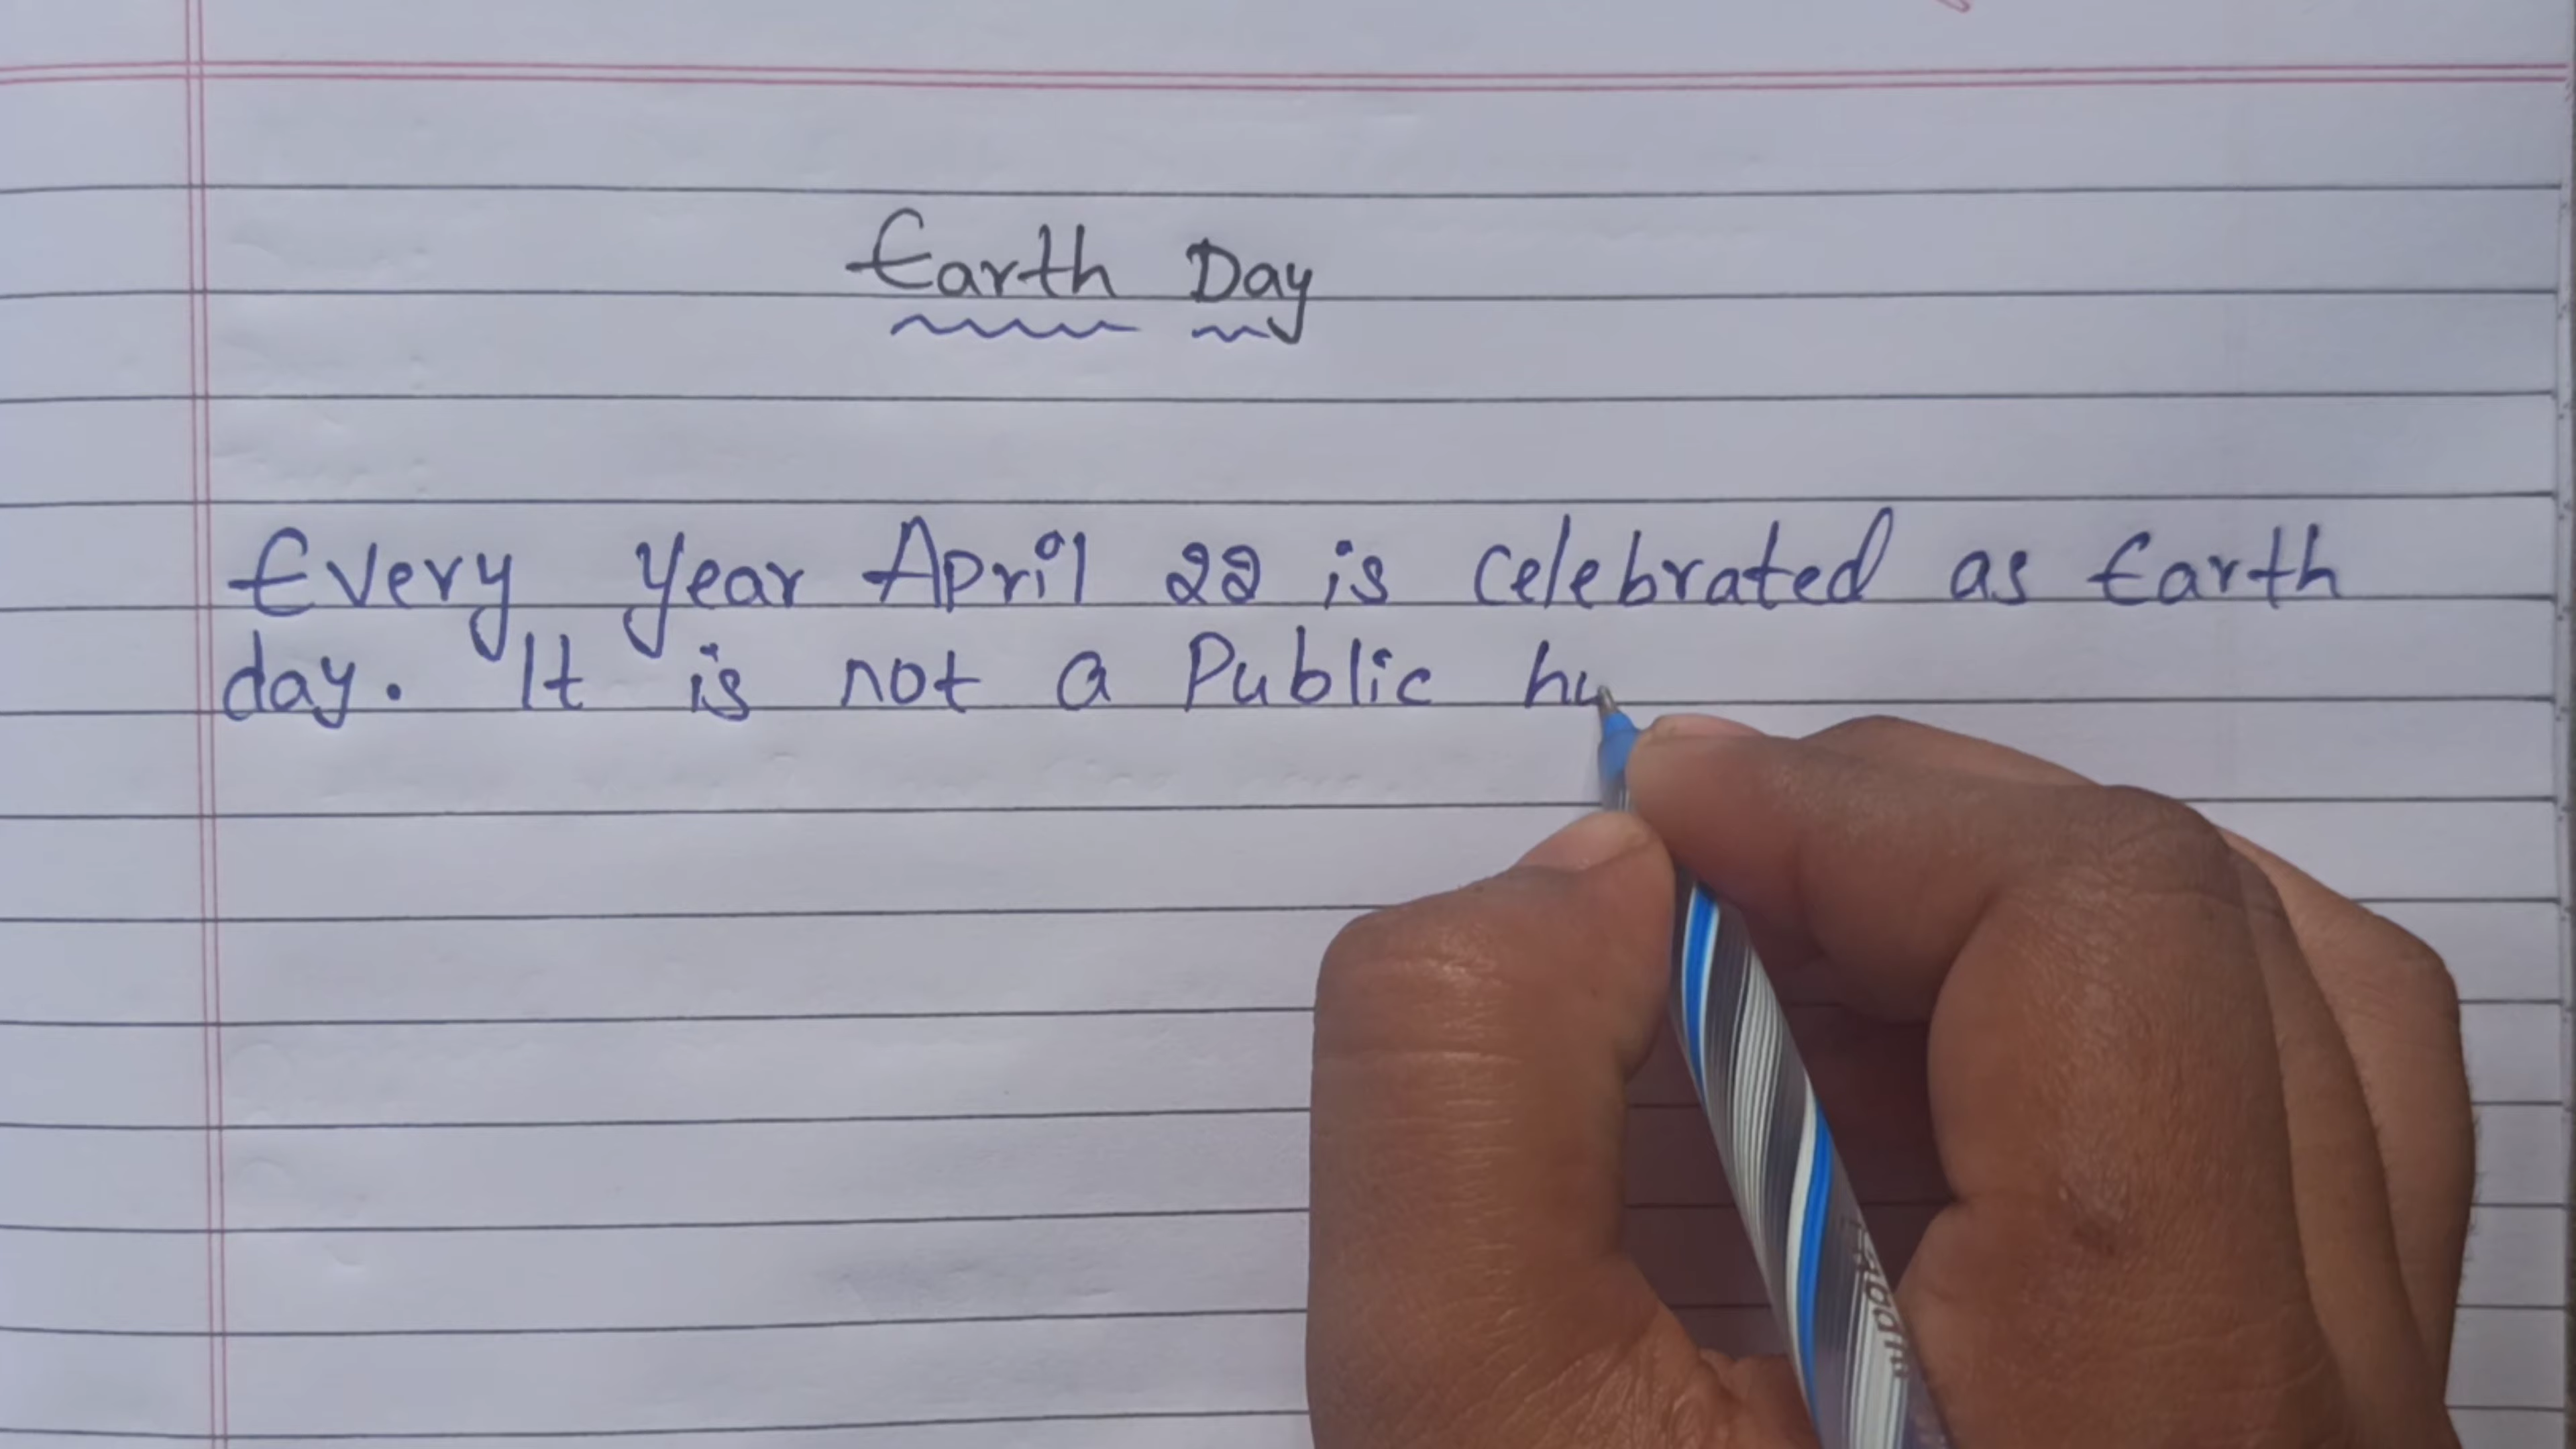 Earth Day
Every year April 22 is celebrated as Earth
day. It is not a Public